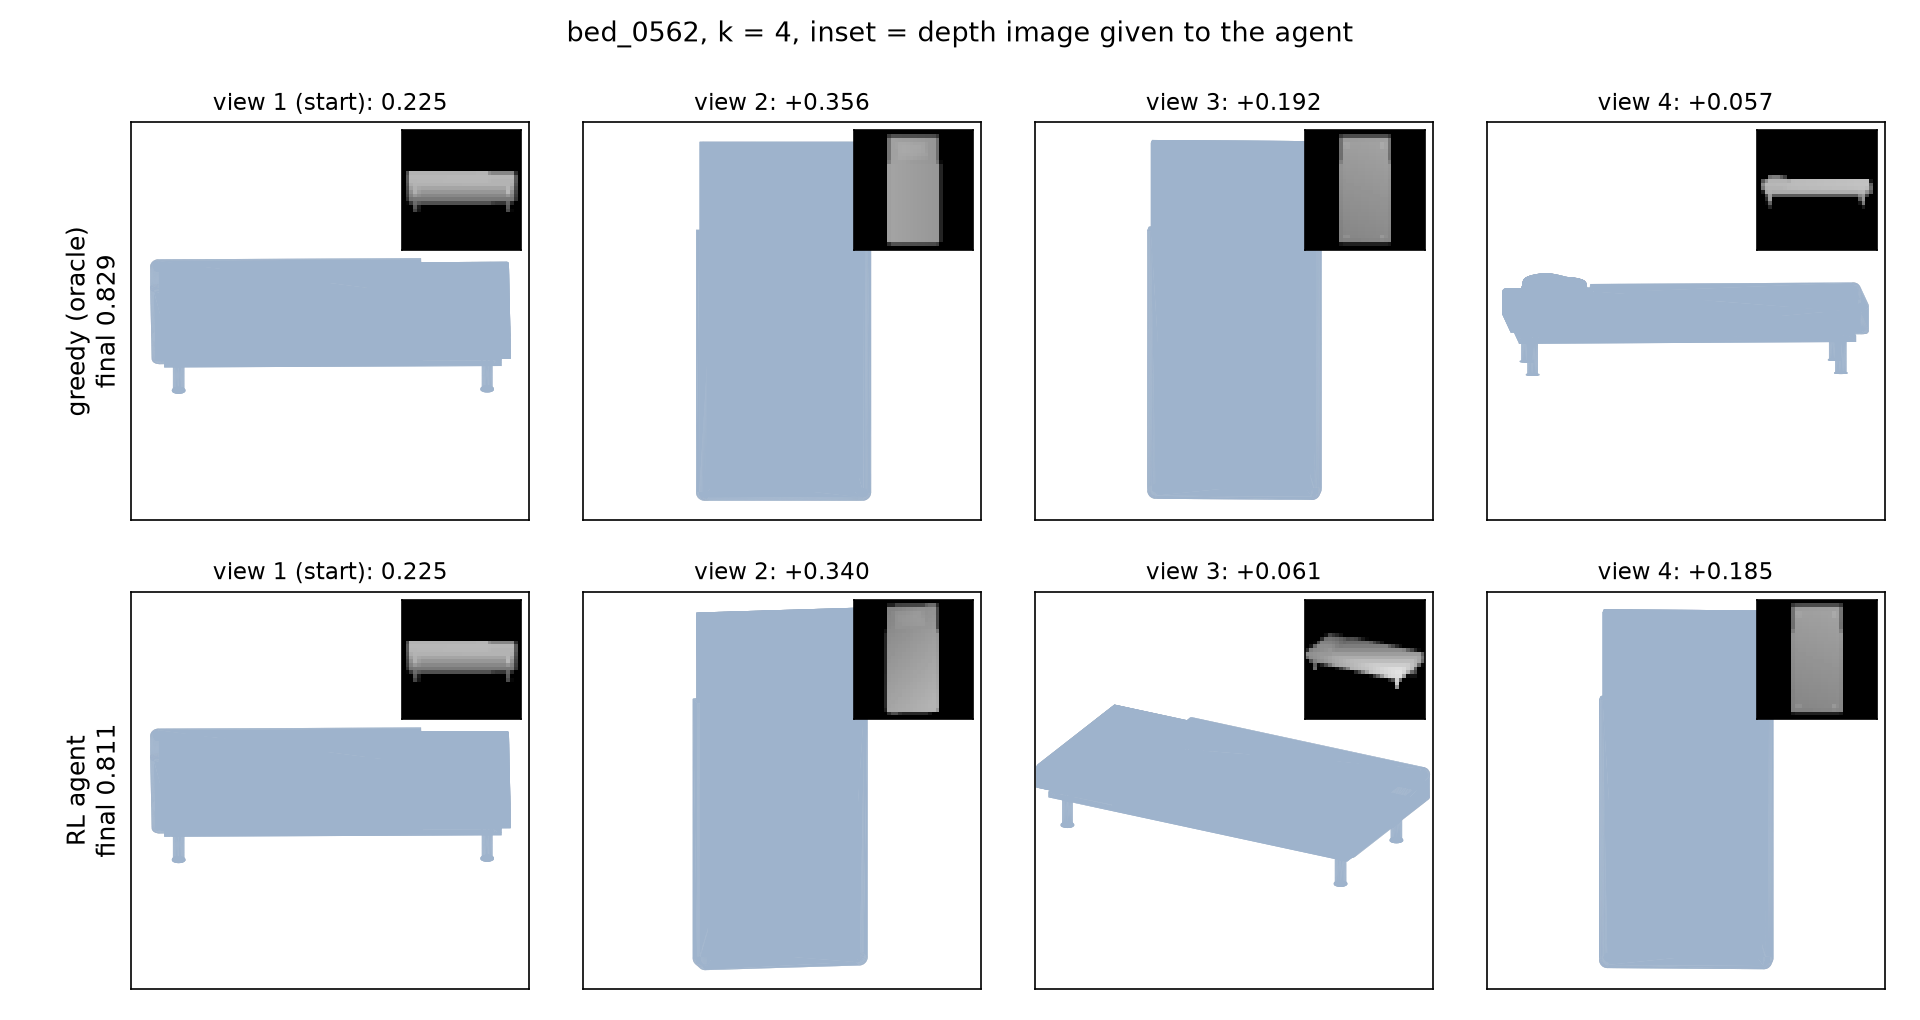 bed_0562, k = 4, inset = depth image given to the agent
greedy (oracle)
final 0.829
view 1 (start): 0.225
view 2: +0.356
view 3: +0.192
view 4: +0.057
RL agent
final 0.811
view 1 (start): 0.225
view 2: +0.340
view 3: +0.061
view 4: +0.185